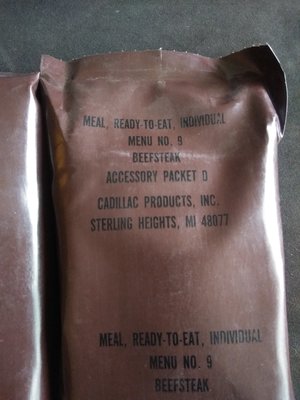 MEAL, READY-TO-EAT, INDIVIDUAL
MENU NO. 9
BEEFSTEAK
ACCESSORY PACKET D
CADILLAC PRODUCTS, INC.
STERLING HEIGHTS, MI 48077
MEAL, READY-TO-EAT, INDIVIDUAL
MENU NO. 9
BEEFSTEAK